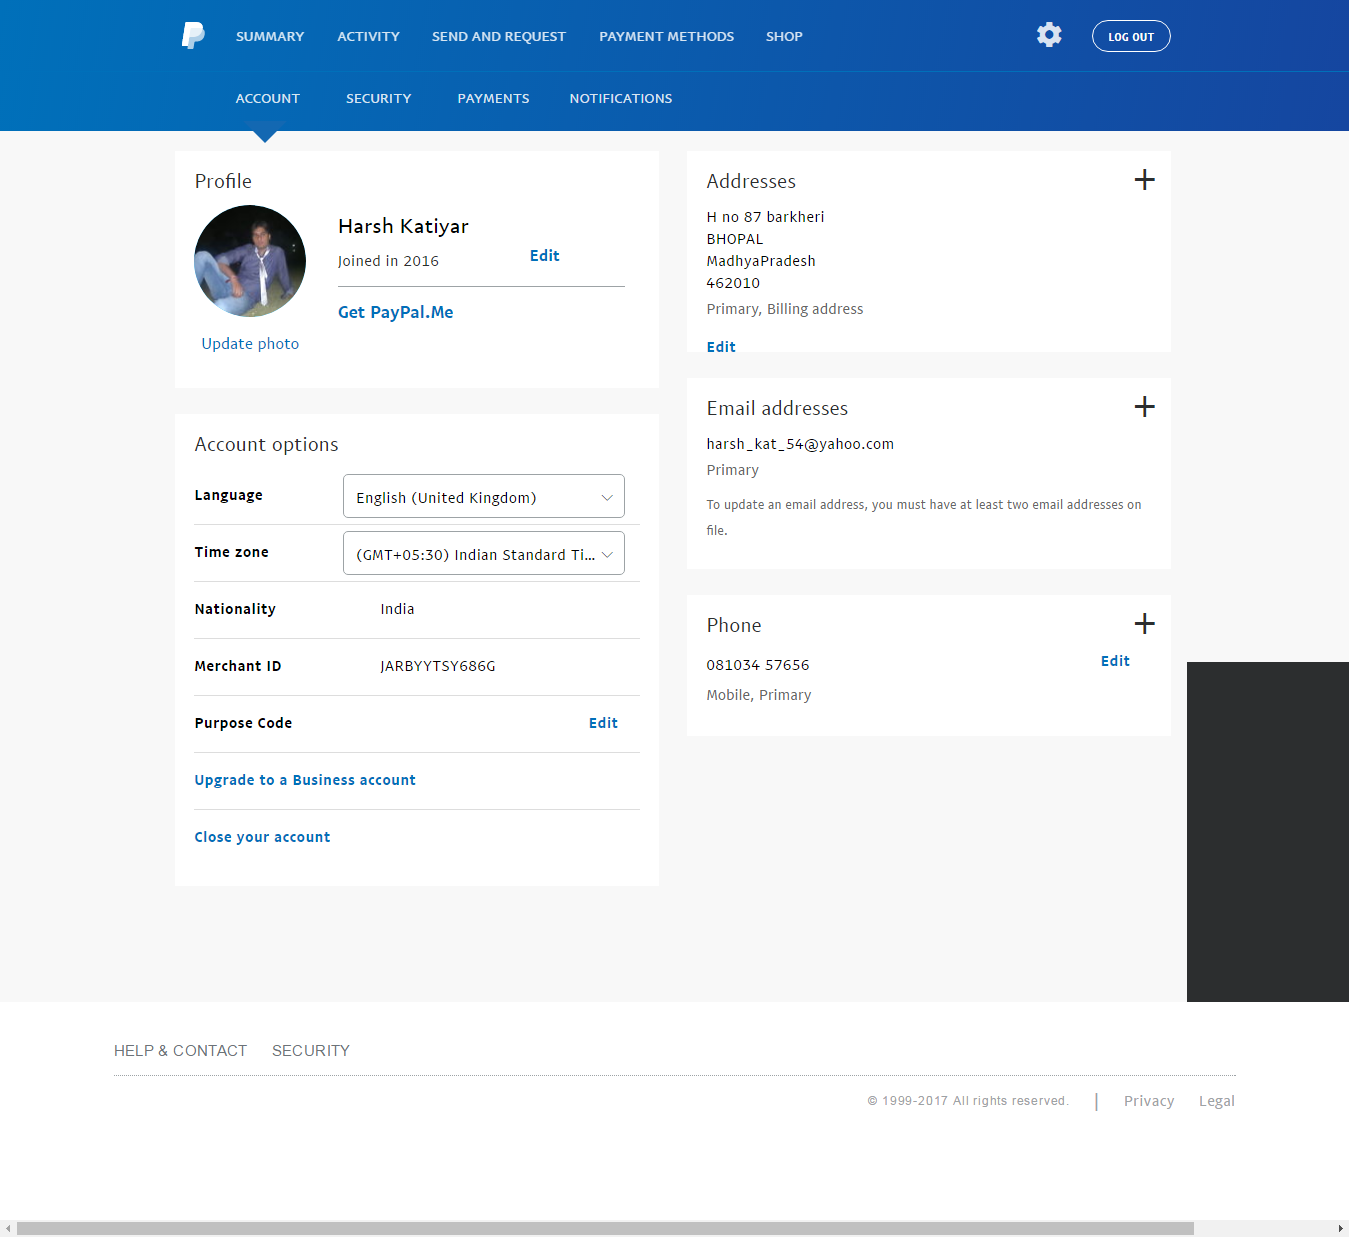 SUMMARY ACTIVITY SEND AND REQUEST PAYMENT METHODS SHOP LOG OUT
ACCOUNT SECURITY PAYMENTS NOTIFICATIONS
Profile
Harsh Katiyar
Joined in 2016
Edit
Get PayPal.Me
Update photo
Account options
Language English (United Kingdom)
Time zone (GMT+05:30) Indian Standard Ti...
Nationality India
Merchant ID JARBYYTSY686G
Purpose Code Edit
Upgrade to a Business account
Close your account
Addresses
H no 87 barkheri
BHOPAL
MadhyaPradesh
462010
Primary, Billing address
Edit
Email addresses
harsh_kat_54@yahoo.com
Primary
To update an email address, you must have at least two email addresses on
file.
Phone
081034 57656 Edit
Mobile, Primary
HELP & CONTACT SECURITY
© 1999-2017 All rights reserved. | Privacy Legal